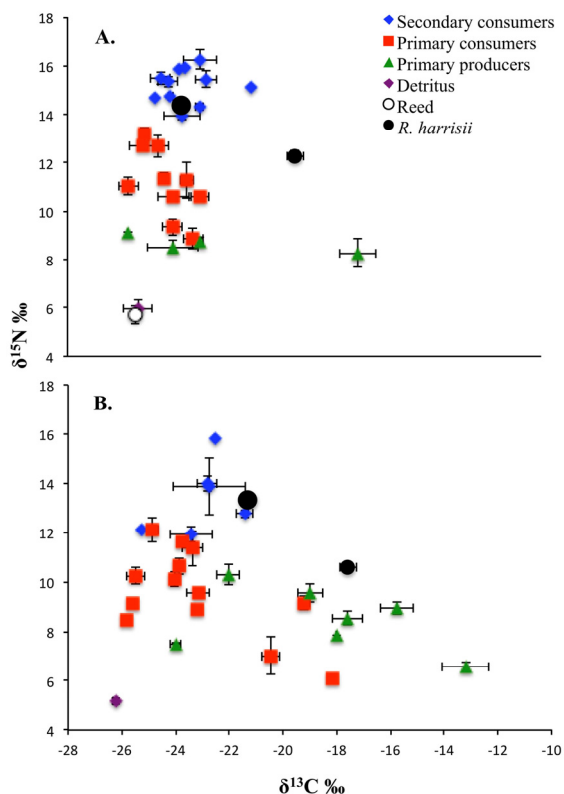 A.
Secondary consumers
Primary consumers
Primary producers
Detritus
Reed
R. harrisii
18
16
14
12
10
8
6
4
δ15N ‰
B.
18
16
14
12
10
8
6
4
-28 -26 -24 -22 -20 -18 -16 -14 -12 -10
δ13C ‰